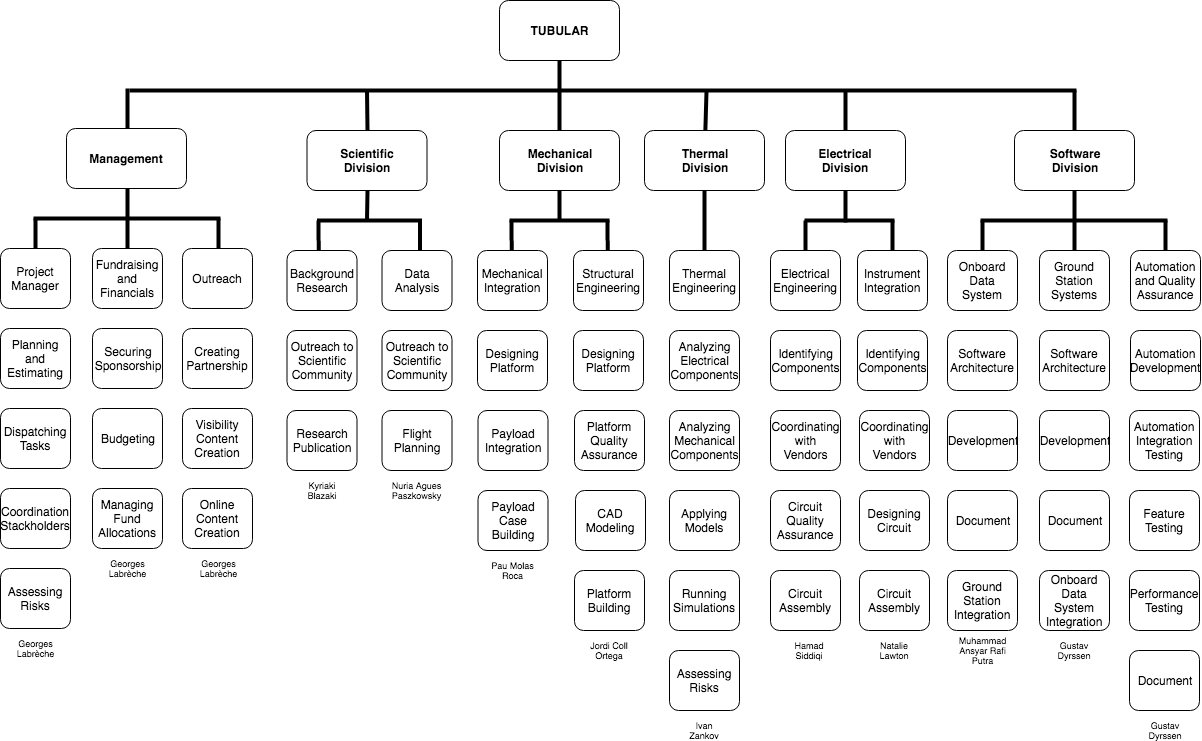 TUBULAR
Management
Scientific
Division
Mechanical
Division
Thermal
Division
Electrical
Division
Software
Division
Project
Manager
Fundraising
and
Financials
Outreach
Background
Research
Data
Analysis
Mechanical
Integration
Structural
Engineering
Thermal
Engineering
Electrical
Engineering
Instrument
Integration
Onboard
Data
System
Ground
Station
Systems
Automation
and Quality
Assurance
Planning
and
Estimating
Securing
Sponsorship
Creating
Partnership
Outreach to
Scientific
Community
Outreach to
Scientific
Community
Designing
Platform
Designing
Platform
Analyzing
Electrical
Components
Identifying
Components
Identifying
Components
Software
Architecture
Software
Architecture
Automation
Development
Dispatching
Tasks
Budgeting
Visibility
Content
Creation
Research
Publication
Flight
Planning
Payload
Integration
Platform
Quality
Assurance
Analyzing
Mechanical
Components
Coordinating
with
Vendors
Coordinating
with
Vendors
Development
Development
Automation
Integration
Testing
Kyriaki
Blazaki
Nuria Agues
Paszkowsky
Coordination
Stackholders
Managing
Fund
Allocations
Online
Content
Creation
Payload
Case
Building
CAD
Modeling
Applying
Models
Circuit
Quality
Assurance
Designing
Circuit
Document
Document
Feature
Testing
Georges
Labrèche
Georges
Labrèche
Pau Molas
Roca
Assessing
Risks
Platform
Building
Running
Simulations
Circuit
Assembly
Circuit
Assembly
Ground
Station
Integration
Onboard
Data
System
Integration
Performance
Testing
Georges
Labrèche
Jordi Coll
Ortega
Hamad
Siddiqi
Natalie
Lawton
Muhammad
Ansyar Rafi
Putra
Gustav
Dyrssen
Assessing
Risks
Document
Ivan
Zankov
Gustav
Dyrssen